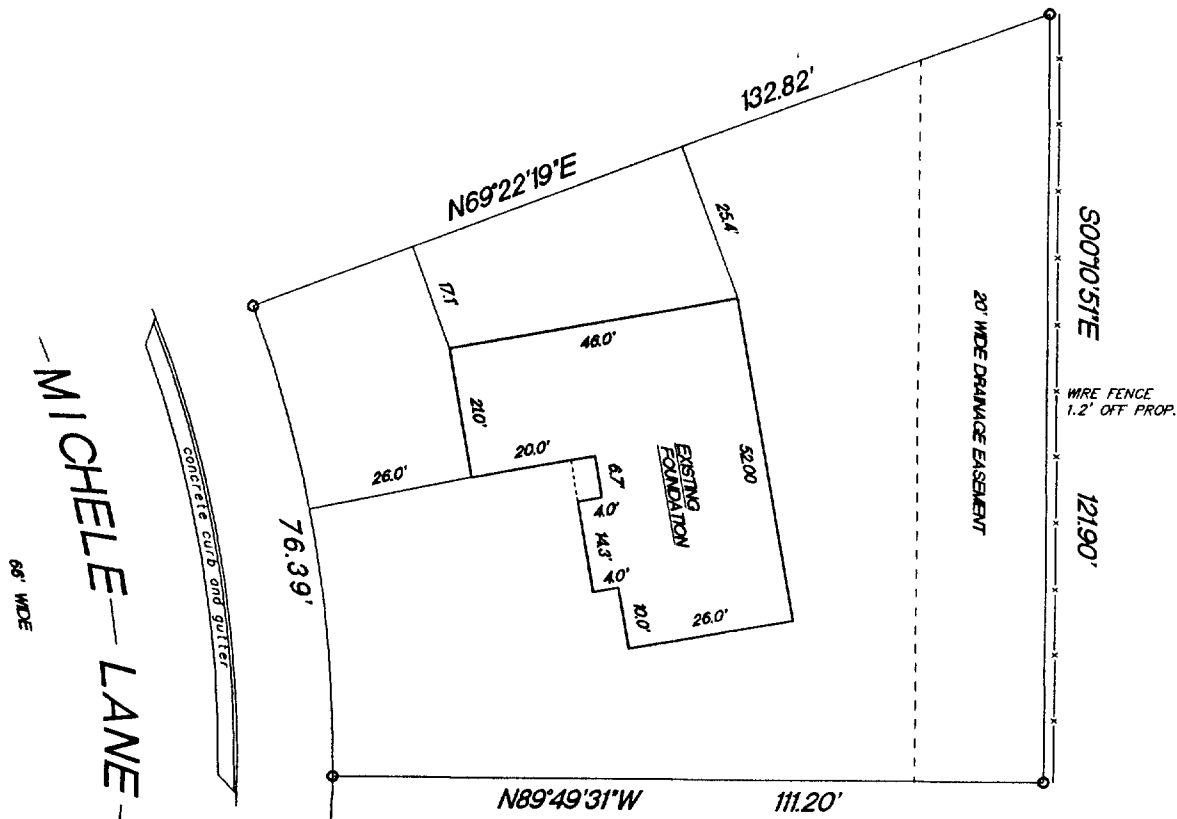 132.82'
N69°22'19"E
25.4'
17.1'
S00°10'51"E
46.0'
20' WIDE DRAINAGE EASEMENT
WIRE FENCE
1.2' OFF PROP.
21.0'
20.0'
52.00
EXISTING
FOUNDATION
6.7'
4.0'
26.0'
14.3'
4.0'
10.0'
26.0'
121.90'
76.39'
concrete curb and gutter
MICHELE LANE
66' WIDE
N89°49'31"W
111.20'